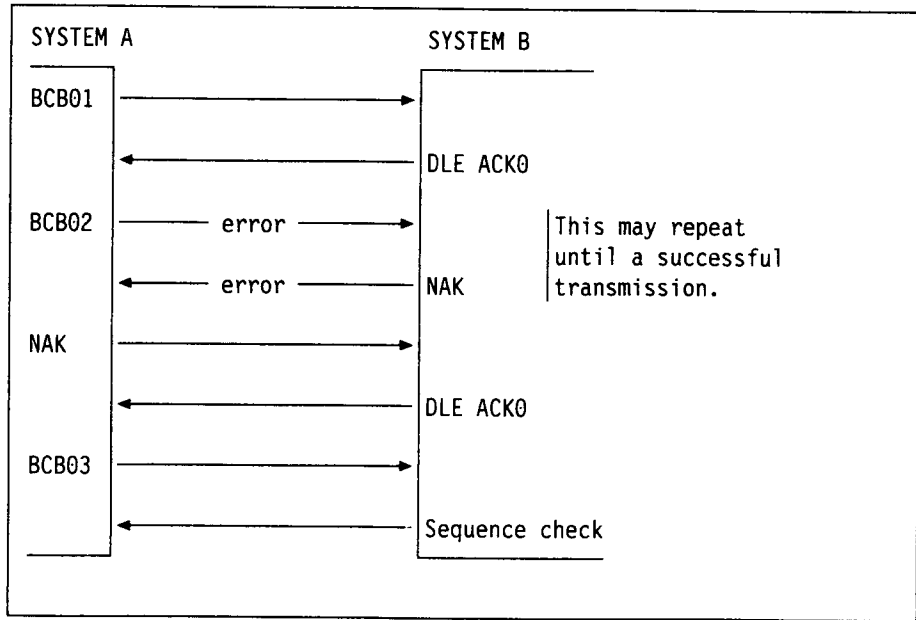 SYSTEM A
SYSTEM B
BCB01
DLE ACK0
BCB02
error
This may repeat
until a successful
transmission.
error
NAK
NAK
DLE ACK0
BCB03
Sequence check